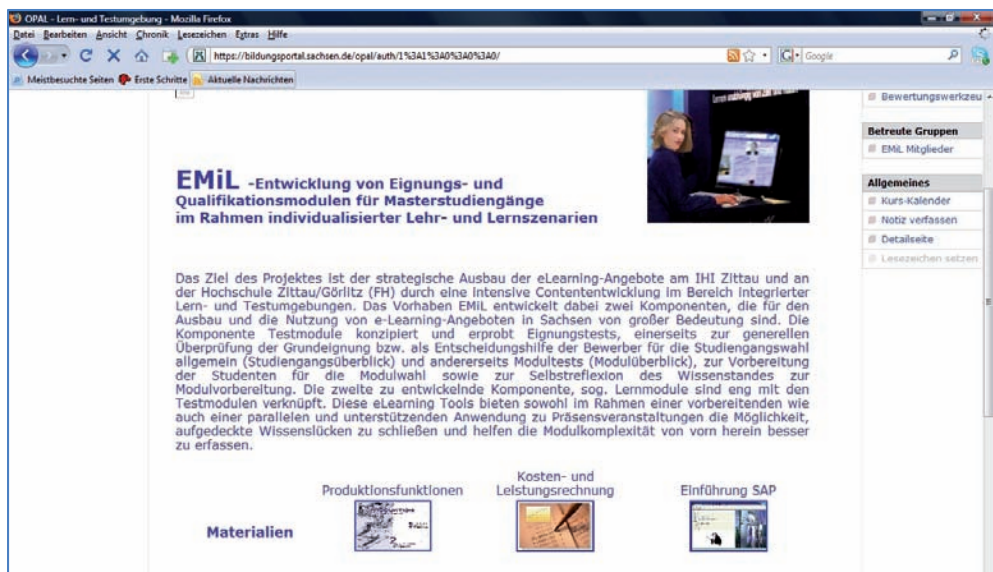 OPAL - Lern- und Testumgebung - Mozilla Firefox
Datei Bearbeiten Ansicht Chronik Lesezeichen Extras Hilfe
https://bildungsportal.sachsen.de/opal/auth/1%3A1%3A0%3A0%3A0/
Google
Meistbesuchte Seiten Erste Schritte Aktuelle Nachrichten
Bewertungswerkzeu
Betreute Gruppen
EMiL Mitglieder
Allgemeines
Kurs-Kalender
Notiz verfassen
Detailseite
Lesezeichen setzen
EMiL -Entwicklung von Eignungs- und
Qualifikationsmodulen für Masterstudiengänge
im Rahmen individualisierter Lehr- und Lernszenarien
Das Ziel des Projektes ist der strategische Ausbau der eLearning-Angebote am IHI Zittau und an
der Hochschule Zittau/Görlitz (FH) durch eine intensive Contententwicklung im Bereich integrierter
Lern- und Testumgebungen. Das Vorhaben EMiL entwickelt dabei zwei Komponenten, die für den
Ausbau und die Nutzung von e-Learning-Angeboten in Sachsen von großer Bedeutung sind. Die
Komponente Testmodule konzipiert und erprobt Eignungstests, einerseits zur generellen
Überprüfung der Grundeignung bzw. als Entscheidungshilfe der Bewerber für die Studiengangswahl
allgemein (Studiengangsüberblick) und andererseits Modultests (Modulüberblick), zur Vorbereitung
der Studenten für die Modulwahl sowie zur Selbstreflexion des Wissenstandes zur
Modulvorbereitung. Die zweite zu entwickelnde Komponente, sog. Lernmodule sind eng mit den
Testmodulen verknüpft. Diese eLearning Tools bieten sowohl im Rahmen einer vorbereitenden wie
auch einer parallelen und unterstützenden Anwendung zu Präsensveranstaltungen die Möglichkeit,
aufgedeckte Wissenslücken zu schließen und helfen die Modulkomplexität von vorn herein besser
zu erfassen.
Produktionsfunktionen
Kosten- und
Leistungsrechnung
Einführung SAP
Materialien